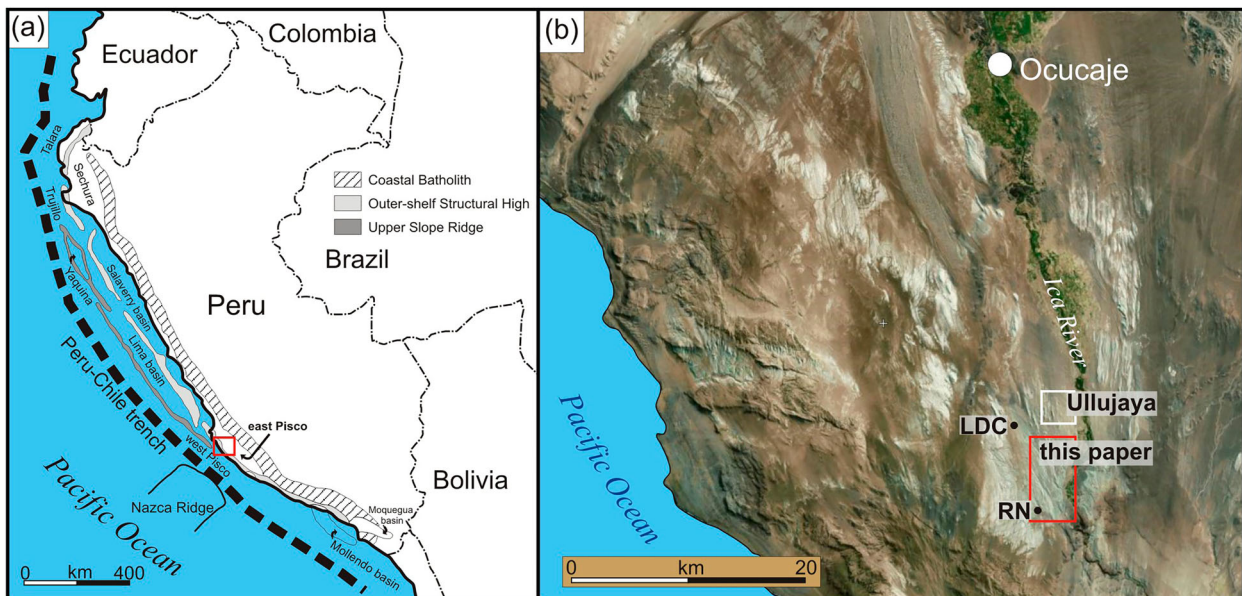 (a)
Colombia
Ecuador
Talara
Sechura
Coastal Batholith
Outer-shelf Structural High
Upper Slope Ridge
Trujillo
Brazil
Yaquina
Salaverry basin
Peru
Lima basin
Peru-Chile trench
east Pisco
west Pisco
Bolivia
Nazca Ridge
Moquegua
basin
Mollendo basin
Pacific Ocean
0 km 400
(b)
Ocucaje
Ica River
Ullujaya
LDC
this paper
RN
Pacific Ocean
km
0 20